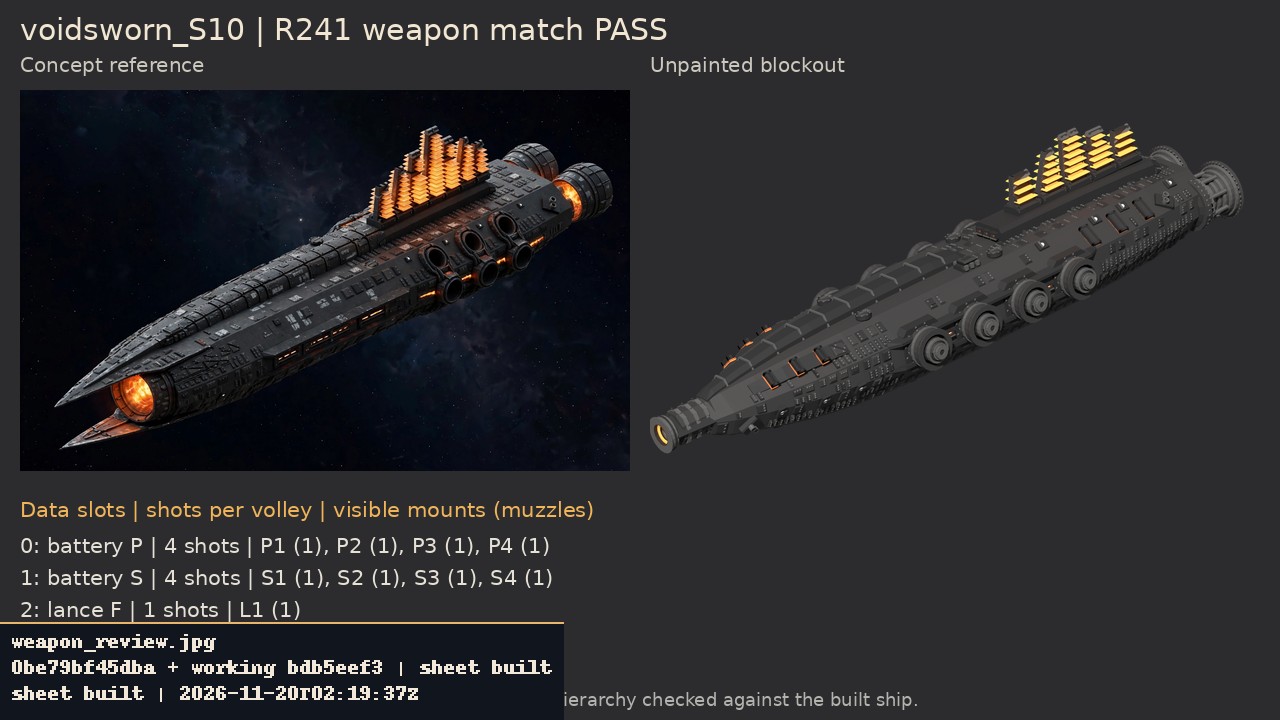 voidsworn_S10 | R241 weapon match PASS
Concept reference
Unpainted blockout
Data slots | shots per volley | visible mounts (muzzles)
0: battery P | 4 shots | P1 (1), P2 (1), P3 (1), P4 (1)
1: battery S | 4 shots | S1 (1), S2 (1), S3 (1), S4 (1)
2: lance F | 1 shots | L1 (1)
weapon_review.jpg
0be79bf45dba + working bdb5eef3 | sheet built
sheet built | 2026-11-20T02:19:37Z
ierarchy checked against the built ship.